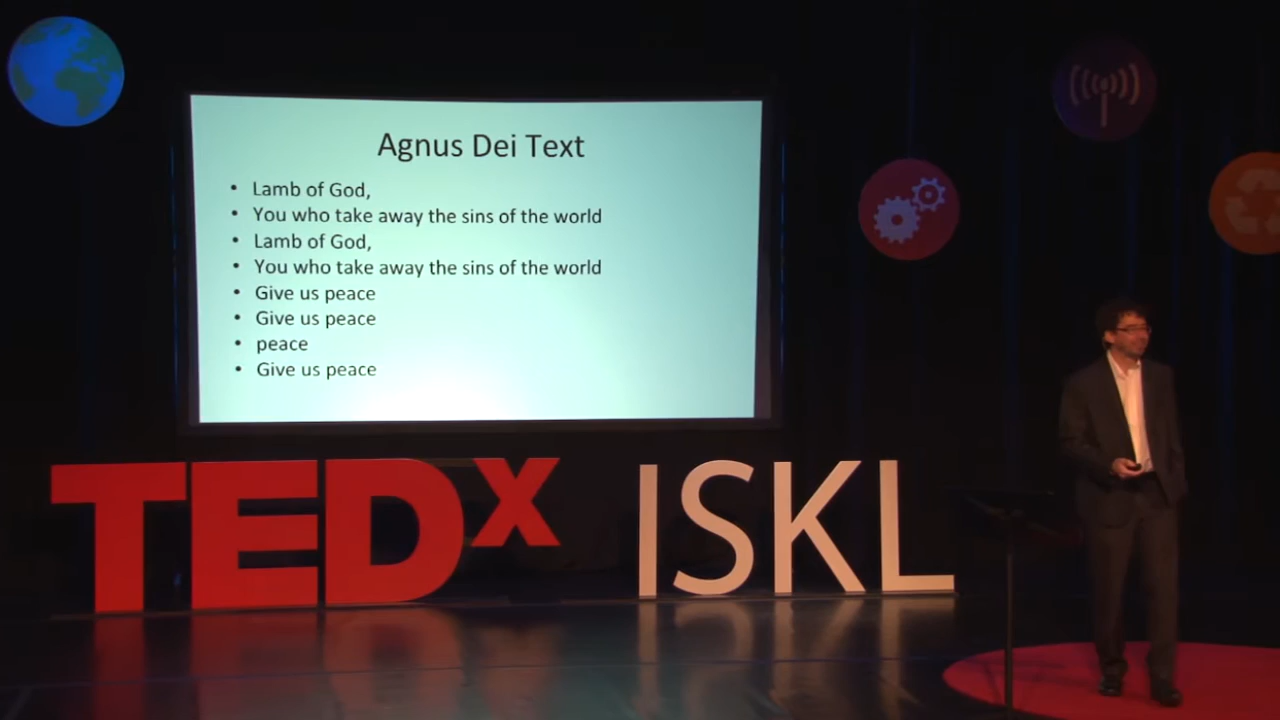 Agnus Dei Text
• Lamb of God,
• You who take away the sins of the world
• Lamb of God,
• You who take away the sins of the world
• Give us peace
• Give us peace
• peace
• Give us peace
TEDx ISKL